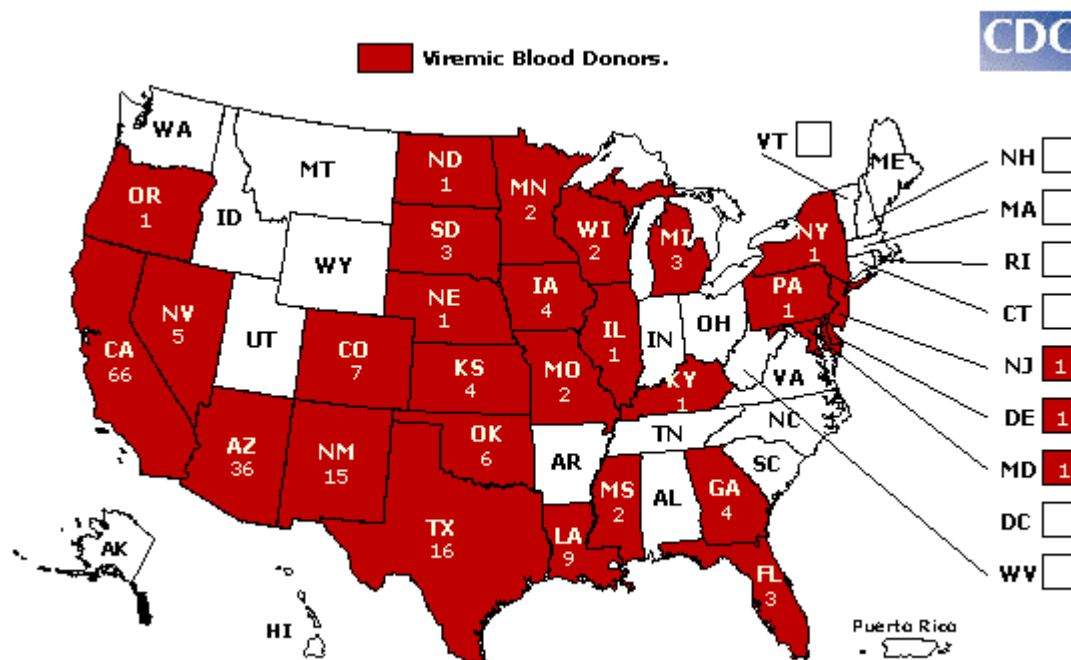 CDC
Viremic Blood Donors.
WA
MT
ND
1
MN
2
VT
ME
NH
OR
1
ID
SD
3
WI
2
MI
3
NY
1
MA
WY
RI
NV
5
UT
NE
1
IA
4
PA
1
CT
CA
66
CO
7
KS
4
MO
2
IL
1
IN
OH
NJ
1
KY
1
VA
DE
1
AZ
36
NM
15
OK
6
AR
TN
NC
MD
1
SC
TX
16
LA
9
MS
2
AL
GA
4
DC
WV
AK
FL
3
HI
Puerto Rico